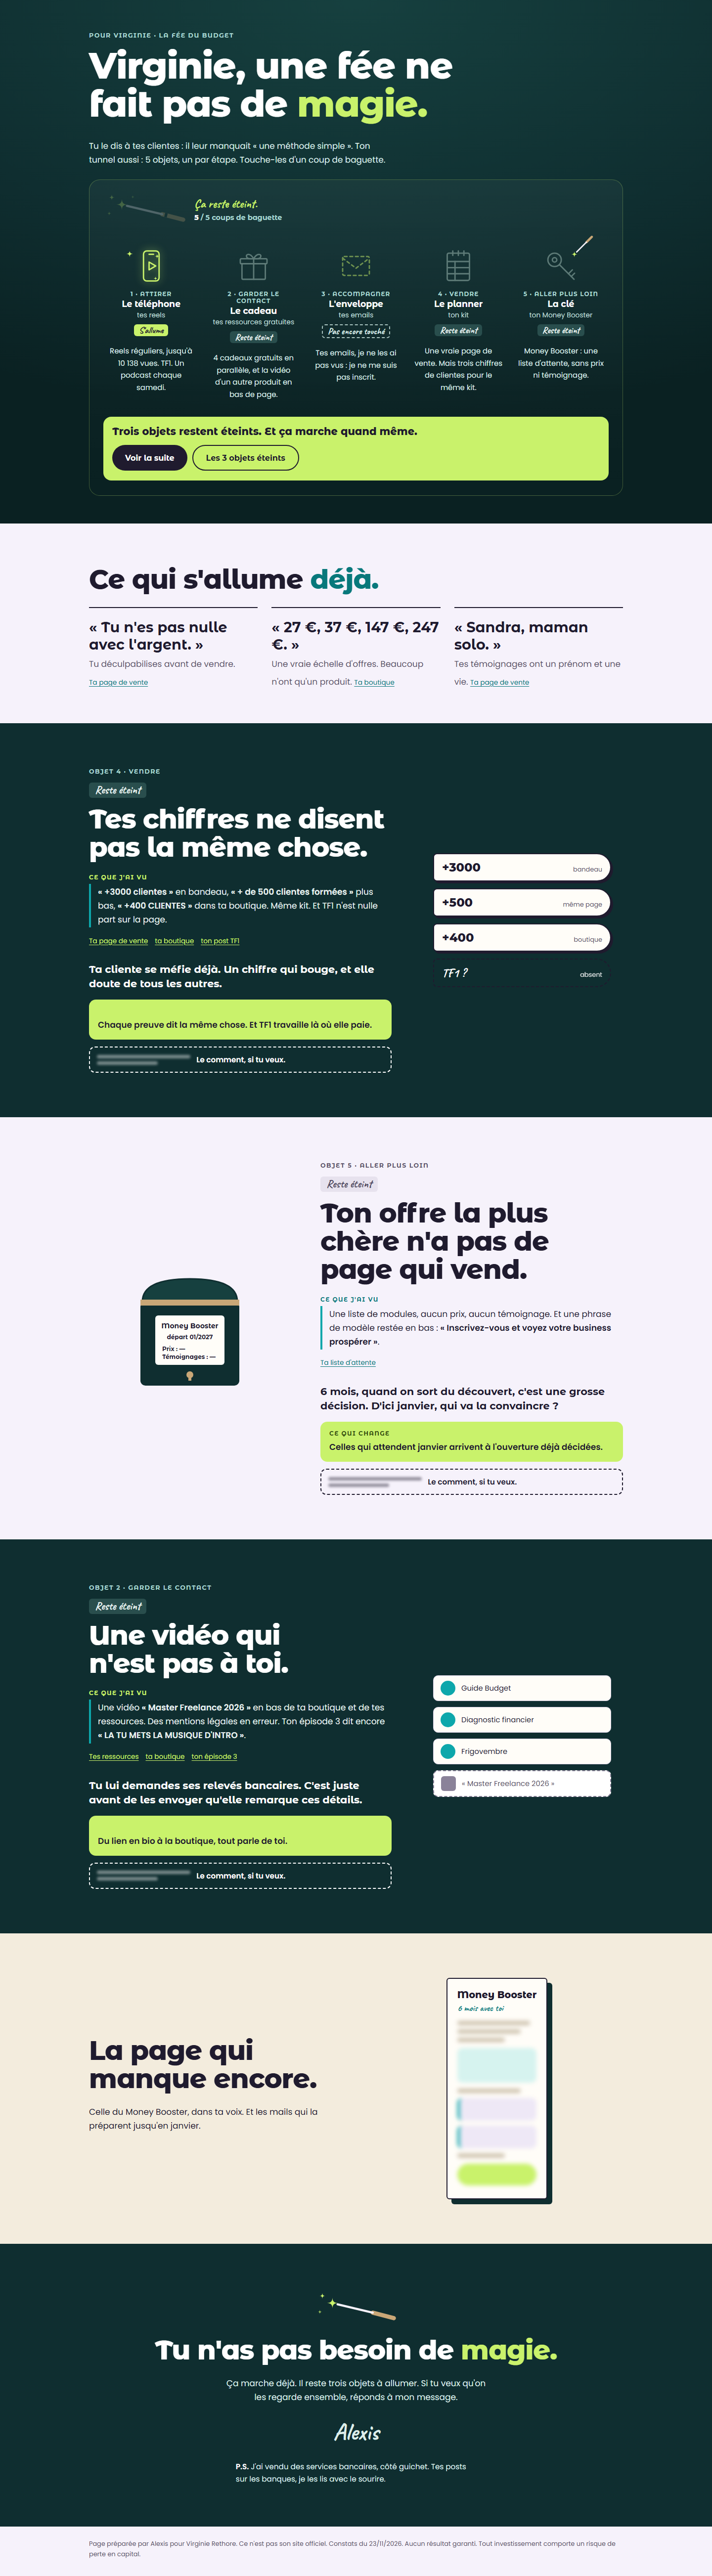 POUR VIRGINIE • LA FÉE DU BUDGET
Virginie, une fée ne
fait pas de magie.
Tu le dis à tes clientes : il leur manquait « une méthode simple ». Ton
tunnel aussi : 5 objets, un par étape. Touche-les d'un coup de baguette.
Ça reste éteint.
5 / 5 coups de baguette
1 • ATTIRER
Le téléphone
tes reels
S'allume
Reels réguliers, jusqu'à
10 138 vues. TF1. Un
podcast chaque
samedi.
2 • GARDER LE
CONTACT
Le cadeau
tes ressources gratuites
Reste éteint
4 cadeaux gratuits en
parallèle, et la vidéo
d'un autre produit en
bas de page.
3 • ACCOMPAGNER
L'enveloppe
tes emails
Pas encore touché
Tes emails, je ne les ai
pas vus : je ne me suis
pas inscrit.
4 • VENDRE
Le planner
ton kit
Reste éteint
Une vraie page de
vente. Mais trois chiffres
de clientes pour le
même kit.
5 • ALLER PLUS LOIN
La clé
ton Money Booster
Reste éteint
Money Booster : une
liste d'attente, sans prix
ni témoignage.
Trois objets restent éteints. Et ça marche quand même.
Voir la suite
Les 3 objets éteints
Ce qui s'allume déjà.
« Tu n'es pas nulle
avec l'argent. »
Tu déculpabilises avant de vendre.
Ta page de vente
« 27 €, 37 €, 147 €, 247
€. »
Une vraie échelle d'offres. Beaucoup
n'ont qu'un produit. Ta boutique
« Sandra, maman
solo. »
Tes témoignages ont un prénom et une
vie. Ta page de vente
OBJET 4 • VENDRE
Reste éteint
Tes chiffres ne disent
pas la même chose.
CE QUE J'AI VU
« +3000 clientes » en bandeau, « + de 500 clientes formées » plus
bas, « +400 CLIENTES » dans ta boutique. Même kit. Et TF1 n'est nulle
part sur la page.
Ta page de vente ta boutique ton post TF1
Ta cliente se méfie déjà. Un chiffre qui bouge, et elle
doute de tous les autres.
Chaque preuve dit la même chose. Et TF1 travaille là où elle paie.
Le comment, si tu veux.
+3000 bandeau
+500 même page
+400 boutique
TF1 ? absent
OBJET 5 • ALLER PLUS LOIN
Reste éteint
Ton offre la plus
chère n'a pas de
page qui vend.
CE QUE J'AI VU
Une liste de modules, aucun prix, aucun témoignage. Et une phrase
de modèle restée en bas : « Inscrivez-vous et voyez votre business
prospérer ».
Ta liste d'attente
6 mois, quand on sort du découvert, c'est une grosse
décision. D'ici janvier, qui va la convaincre ?
CE QUI CHANGE
Celles qui attendent janvier arrivent à l'ouverture déjà décidées.
Le comment, si tu veux.
Money Booster
départ 01/2027
Prix : —
Témoignages : —
OBJET 2 • GARDER LE CONTACT
Reste éteint
Une vidéo qui
n'est pas à toi.
CE QUE J'AI VU
Une vidéo « Master Freelance 2026 » en bas de ta boutique et de tes
ressources. Des mentions légales en erreur. Ton épisode 3 dit encore
« LA TU METS LA MUSIQUE D'INTRO ».
Tes ressources ta boutique ton épisode 3
Tu lui demandes ses relevés bancaires. C'est juste
avant de les envoyer qu'elle remarque ces détails.
Du lien en bio à la boutique, tout parle de toi.
Le comment, si tu veux.
Guide Budget
Diagnostic financier
Frigovembre
« Master Freelance 2026 »
La page qui
manque encore.
Celle du Money Booster, dans ta voix. Et les mails qui la
préparent jusqu'en janvier.
Money Booster
6 mois avec toi
Tu n'as pas besoin de magie.
Ça marche déjà. Il reste trois objets à allumer. Si tu veux qu'on
les regarde ensemble, réponds à mon message.
Alexis
P.S. J'ai vendu des services bancaires, côté guichet. Tes posts
sur les banques, je les lis avec le sourire.
Page préparée par Alexis pour Virginie Rethore. Ce n'est pas son site officiel. Constats du 23/11/2026. Aucun résultat garanti. Tout investissement comporte un risque de
perte en capital.